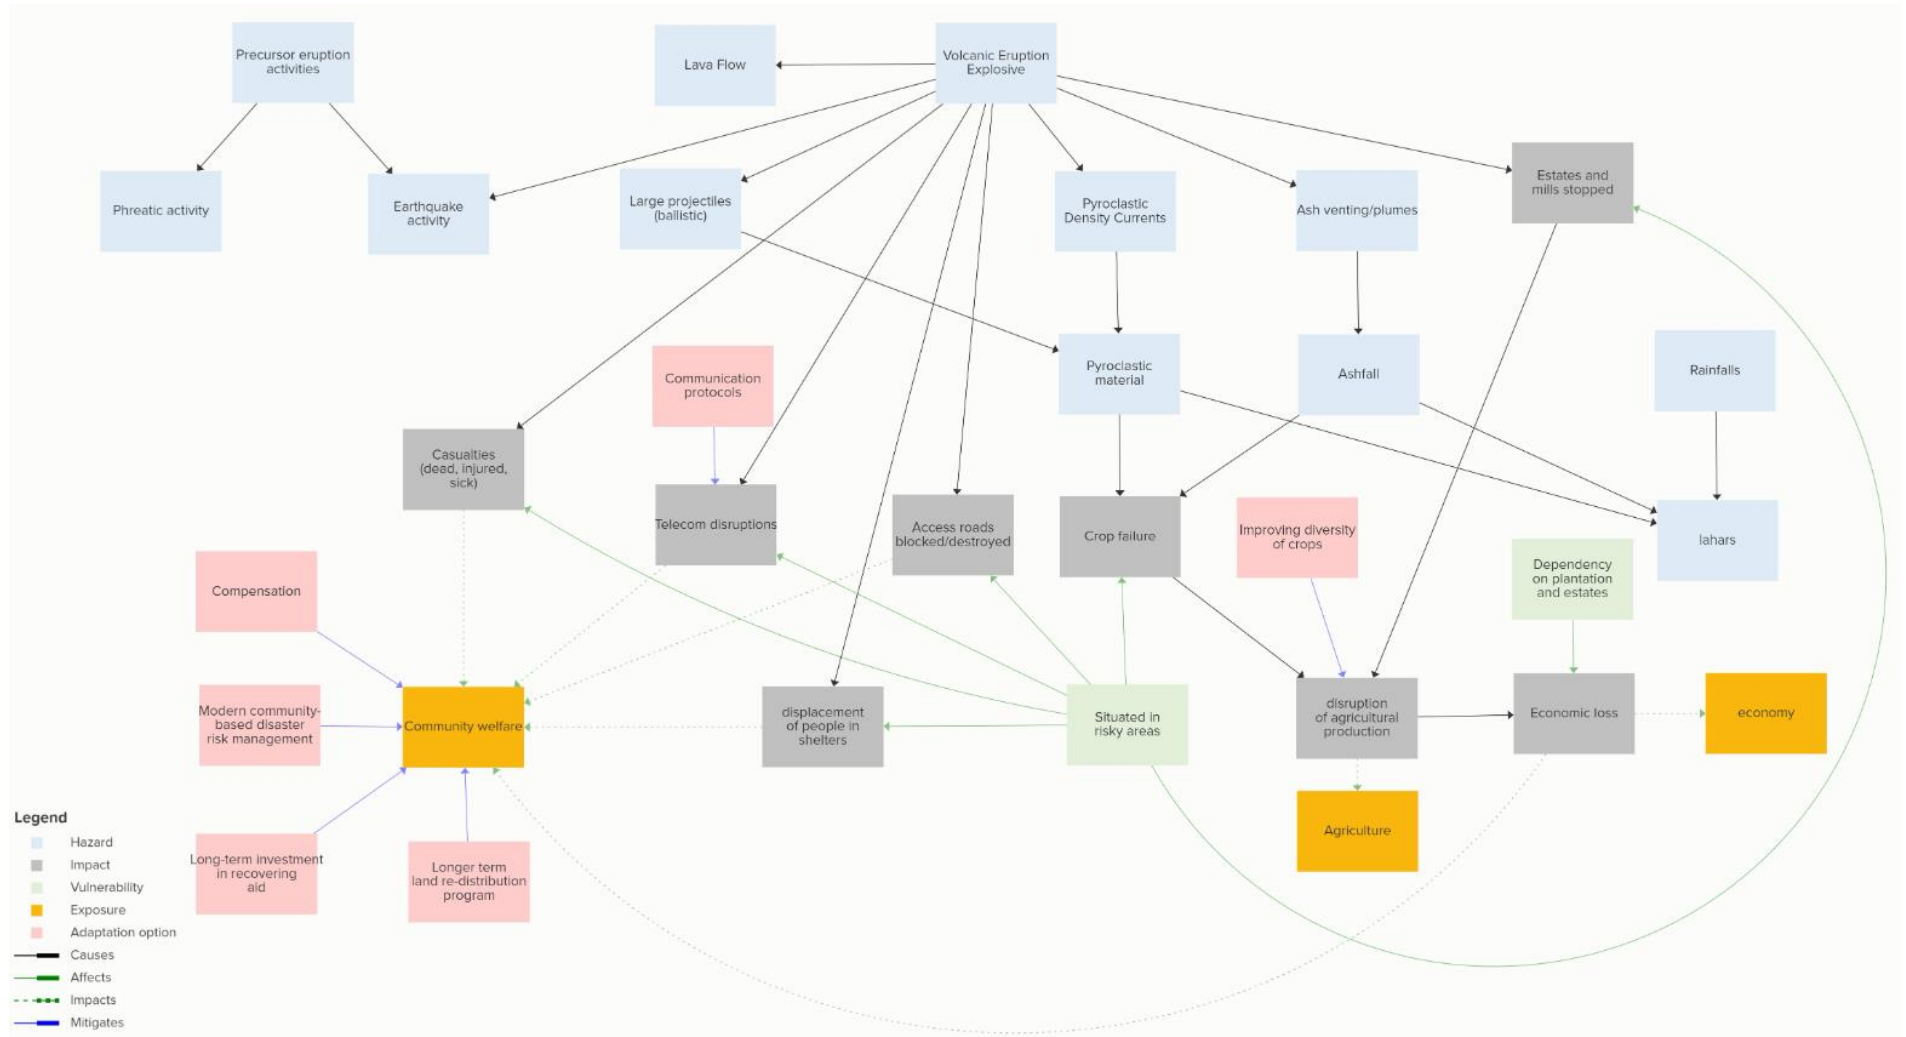 Precursor eruption
activities
Lava Flow
Volcanic Eruption
Explosive
Phreatic activity
Earthquake
activity
Large projectiles
(ballistic)
Pyroclastic
Density Currents
Ash venting/plumes
Estates and
mills stopped
Communication
protocols
Pyroclastic
material
Ashfall
Rainfalls
Casualties
(dead, injured,
sick)
Telecom disruptions
Access roads
blocked/destroyed
Crop failure
Improving diversity
of crops
lahars
Compensation
Dependency
on plantation
and estates
Modern community-
based disaster
risk management
Community welfare
displacement
of people in
shelters
Situated in
risky areas
disruption
of agricultural
production
Economic loss
economy
Agriculture
Long-term investment
in recovering
aid
Longer term
land re-distribution
program
Legend
Hazard
Impact
Vulnerability
Exposure
Adaptation option
Causes
Affects
Impacts
Mitigates